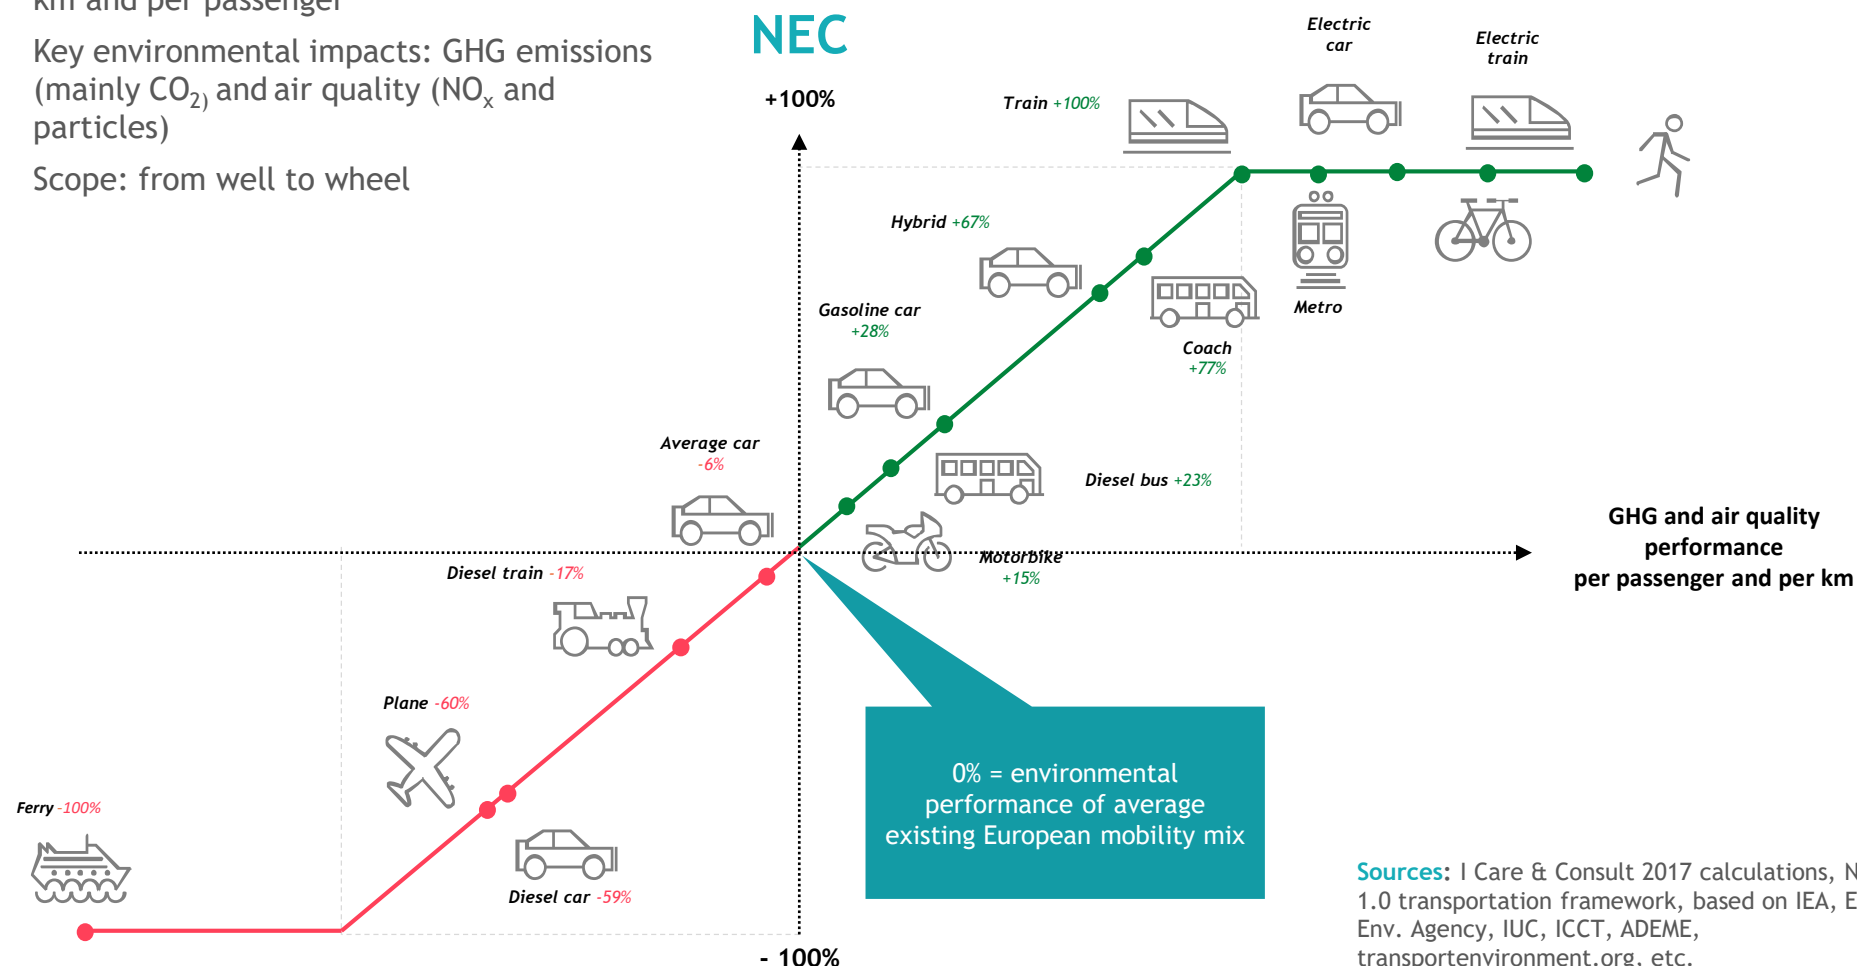 km and per passenger
Key environmental impacts: GHG emissions
(mainly CO2) and air quality (NOx and
particles)
Scope: from well to wheel
NEC
+100%
Train +100%
Electric
car
Electric
train
Hybrid +67%
Metro
Gasoline car
+28%
Coach
+77%
Average car
-6%
Diesel bus +23%
GHG and air quality
performance
per passenger and per km
Motorbike
+15%
Diesel train -17%
Plane -60%
0% = environmental
performance of average
existing European mobility mix
Ferry -100%
Diesel car -59%
- 100%
Sources: I Care & Consult 2017 calculations, N
1.0 transportation framework, based on IEA, E
Env. Agency, IUC, ICCT, ADEME,
transportenvironment.org, etc.